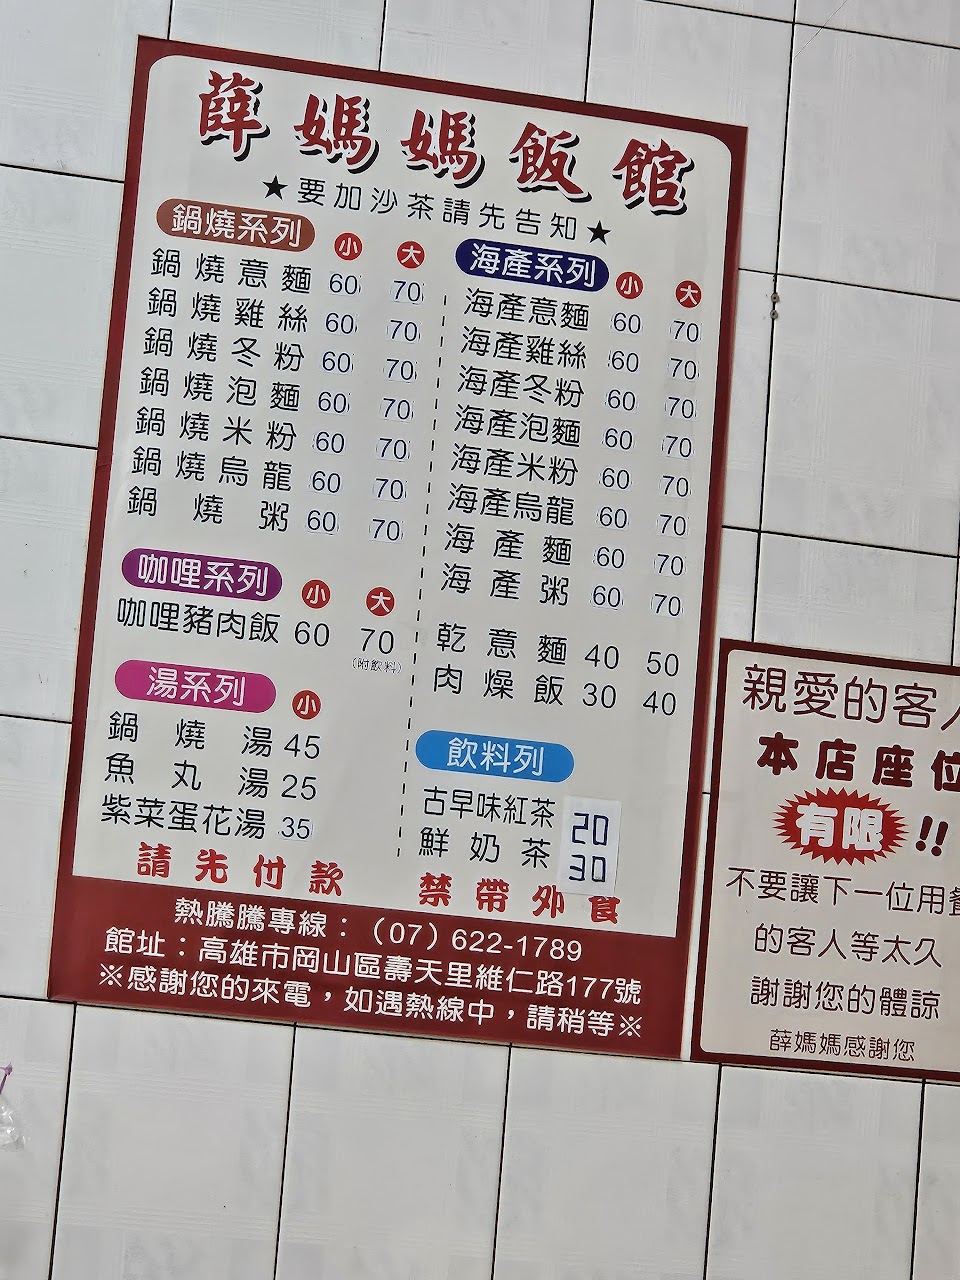 薛媽媽飯館
★要加沙茶請先告知★
鍋燒系列 小 大
鍋燒意麵 60 70
鍋燒雞絲 60 70
鍋燒冬粉 60 70
鍋燒泡麵 60 70
鍋燒米粉 60 70
鍋燒烏龍 60 70
鍋燒粥 60 70
咖哩系列 小 大
咖哩豬肉飯 60 70
(附飲料)
湯系列 小
鍋燒湯 45
魚丸湯 25
紫菜蛋花湯 35
海產系列 小 大
海產意麵 60 70
海產雞絲 60 70
海產冬粉 60 70
海產泡麵 60 70
海產米粉 60 70
海產烏龍 60 70
海產麵 60 70
海產粥 60 70
乾意麵 40 50
肉燥飯 30 40
飲料列
古早味紅茶 20
鮮奶茶 30
請先付款 禁帶外食
熱騰騰專線：（07）622-1789
館址：高雄市岡山區壽天里維仁路177號
※感謝您的來電，如遇熱線中，請稍等※
親愛的客人
本店座位
有限!!
不要讓下一位用餐
的客人等太久
謝謝您的體諒
薛媽媽感謝您